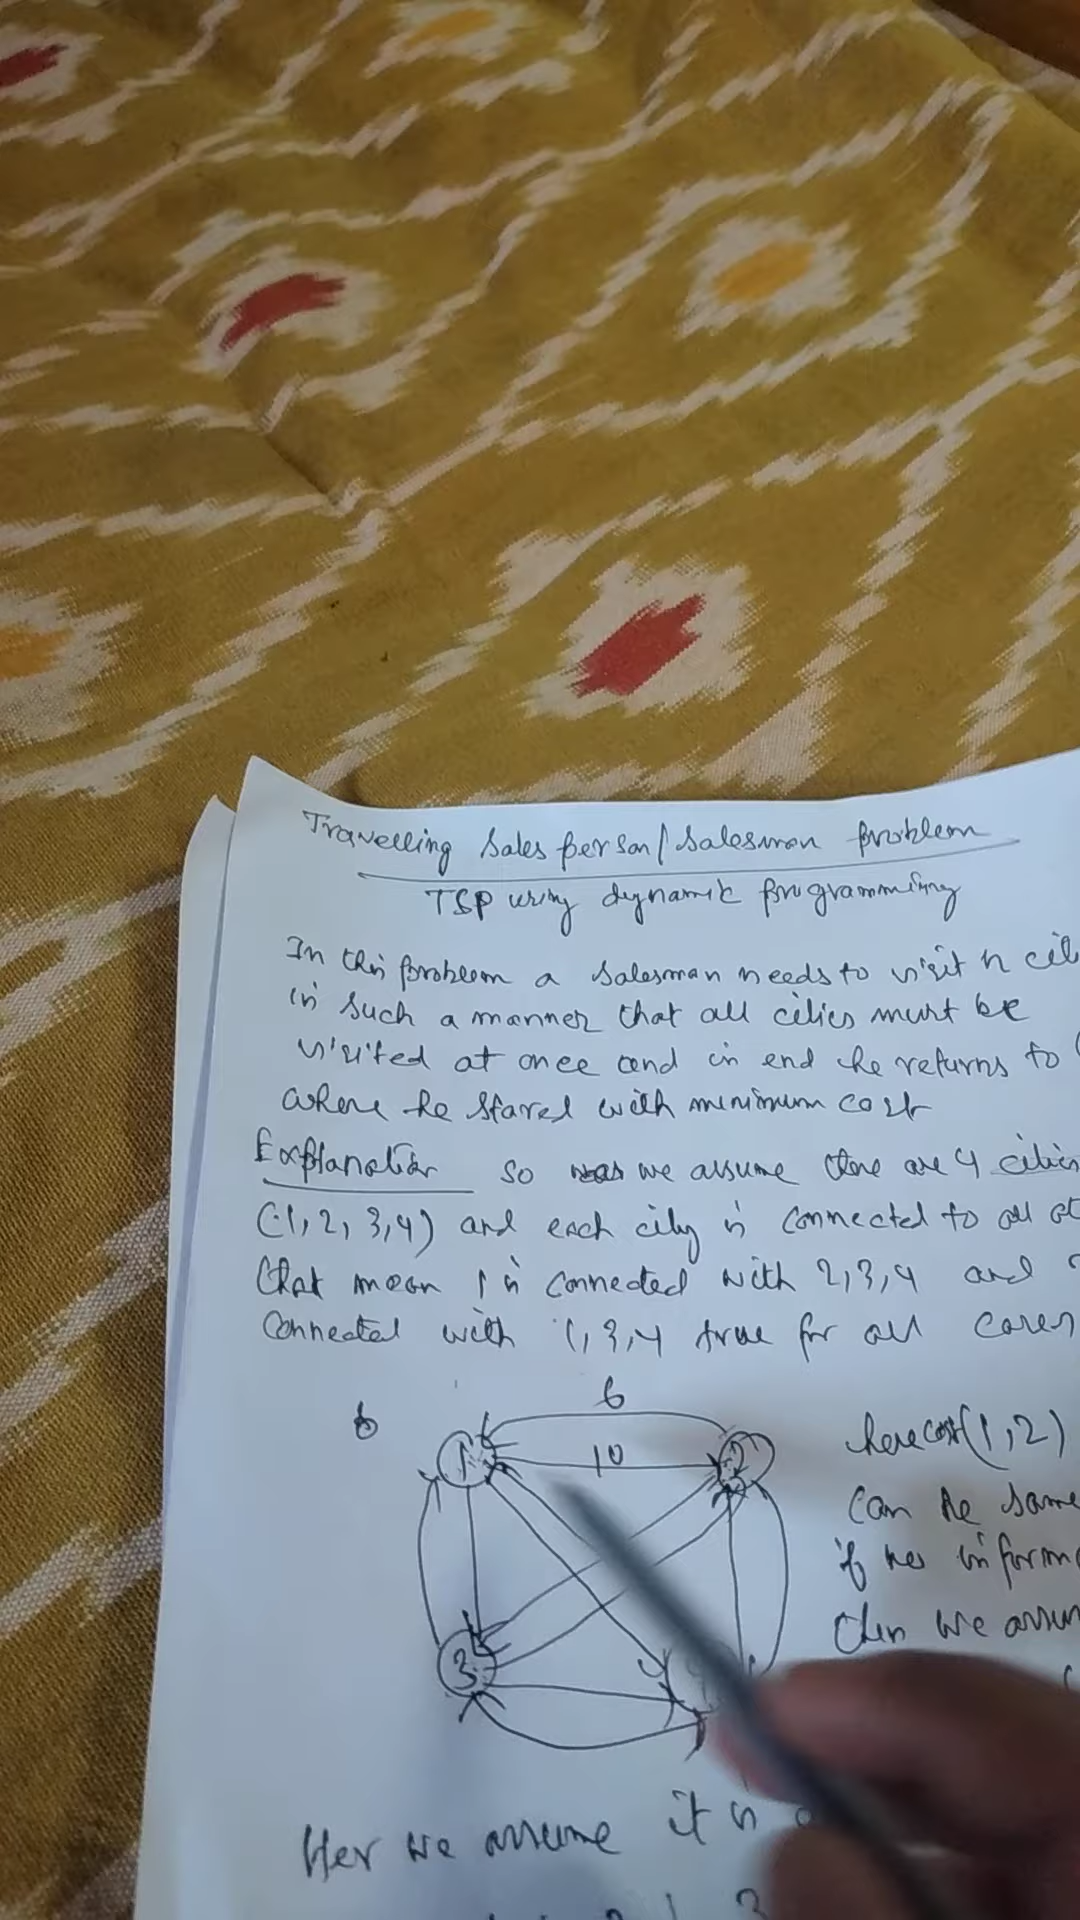 Travelling Sales person/Salesman problem
TSP using dynamic programming
In this problem a salesman needs to visit n
in such a manner that all cities must be
visited at once and in end he returns to
where he stared with minimum cost
Explanation so we assume there are 4 cities
(1, 2, 3, 4) and each city is connected to all
that mean 1 is connected with 2, 3, 4 and
connected with 1, 3, 4 true for all cases
6
1 10 2
here cost(1, 2)
can be same
if no
then we
3 4
Her we assume it is